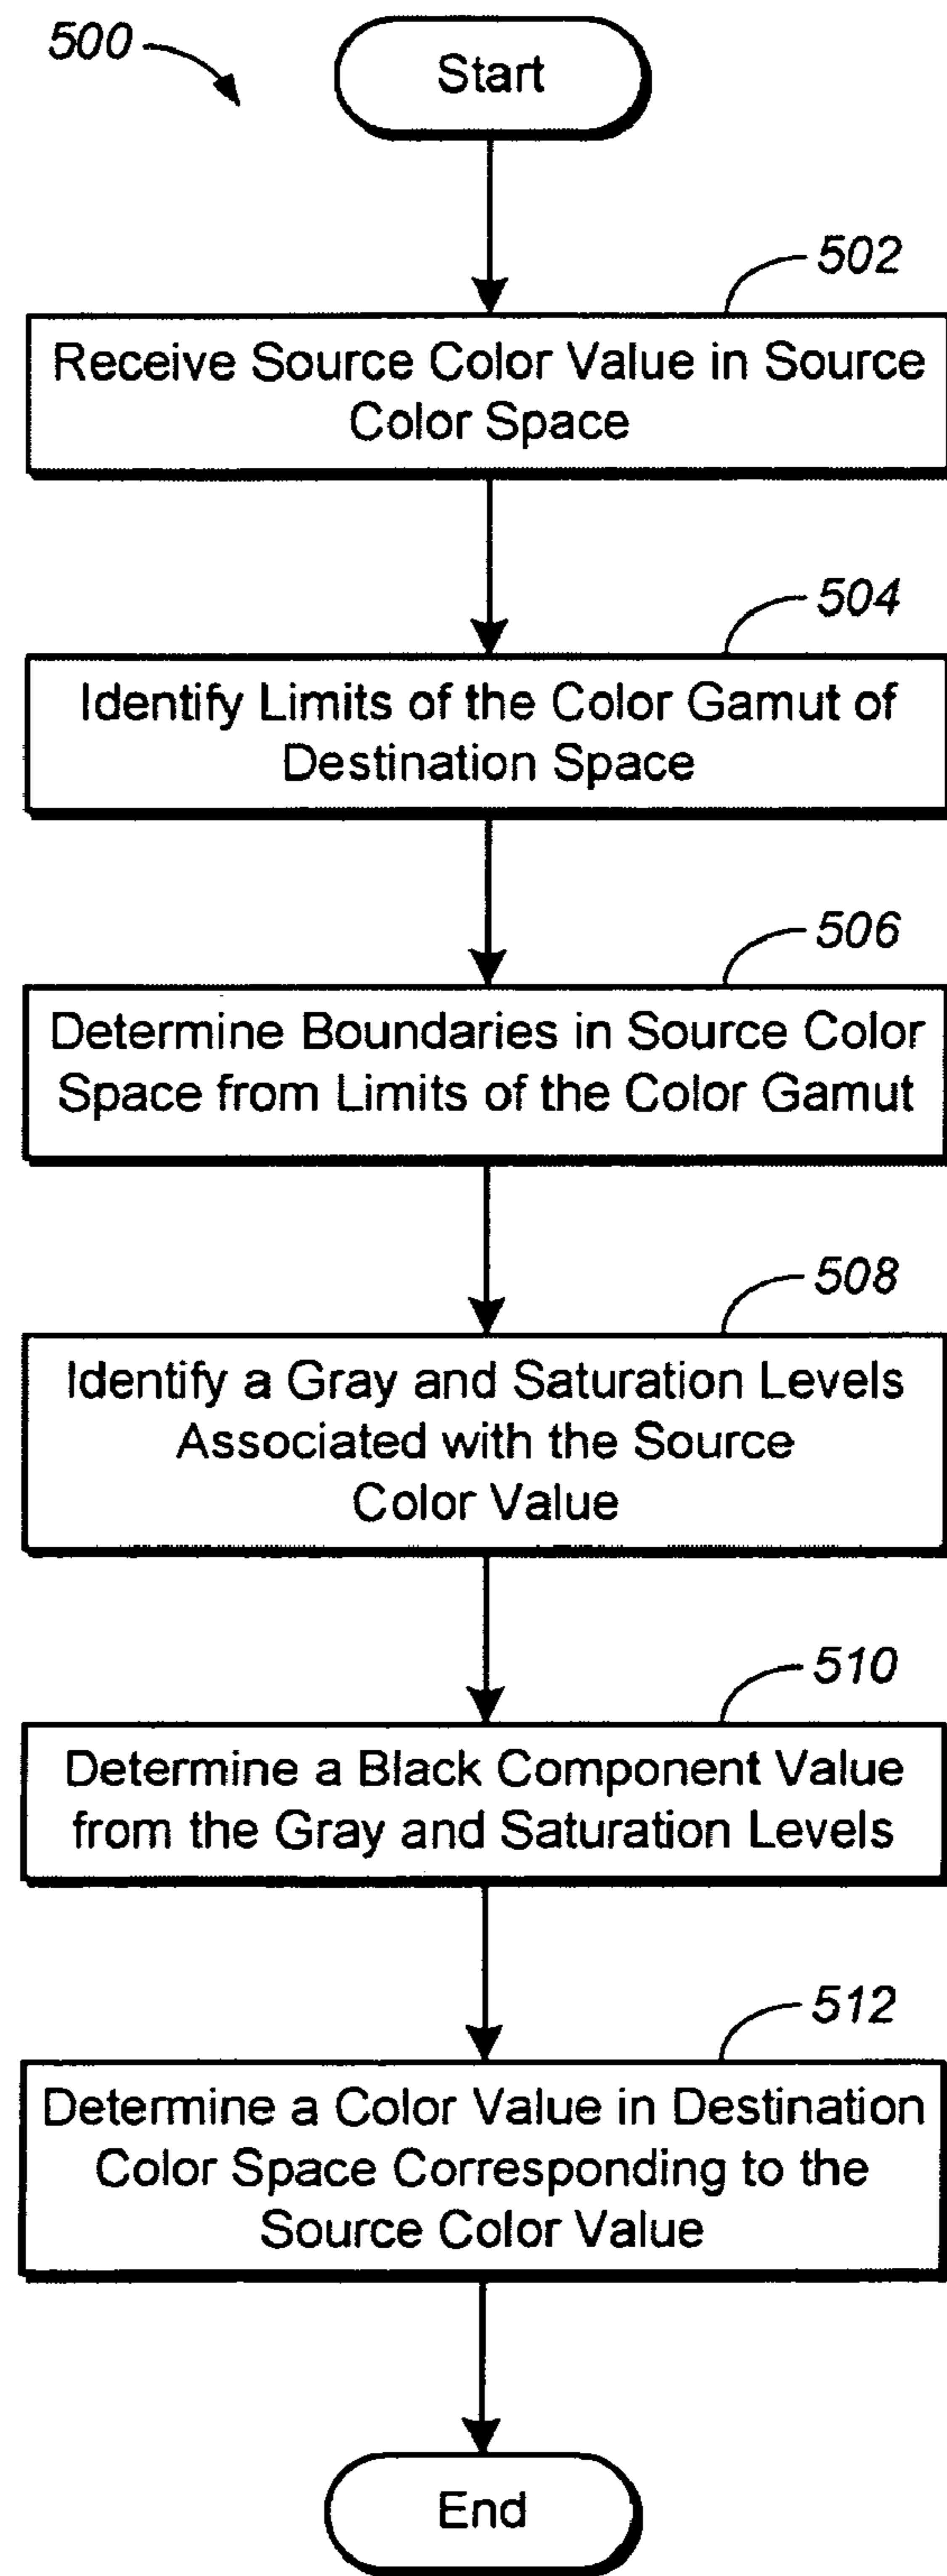 500
Start
502
Receive Source Color Value in Source
Color Space
504
Identify Limits of the Color Gamut of
Destination Space
506
Determine Boundaries in Source Color
Space from Limits of the Color Gamut
508
Identify a Gray and Saturation Levels
Associated with the Source
Color Value
510
Determine a Black Component Value
from the Gray and Saturation Levels
512
Determine a Color Value in Destination
Color Space Corresponding to the
Source Color Value
End